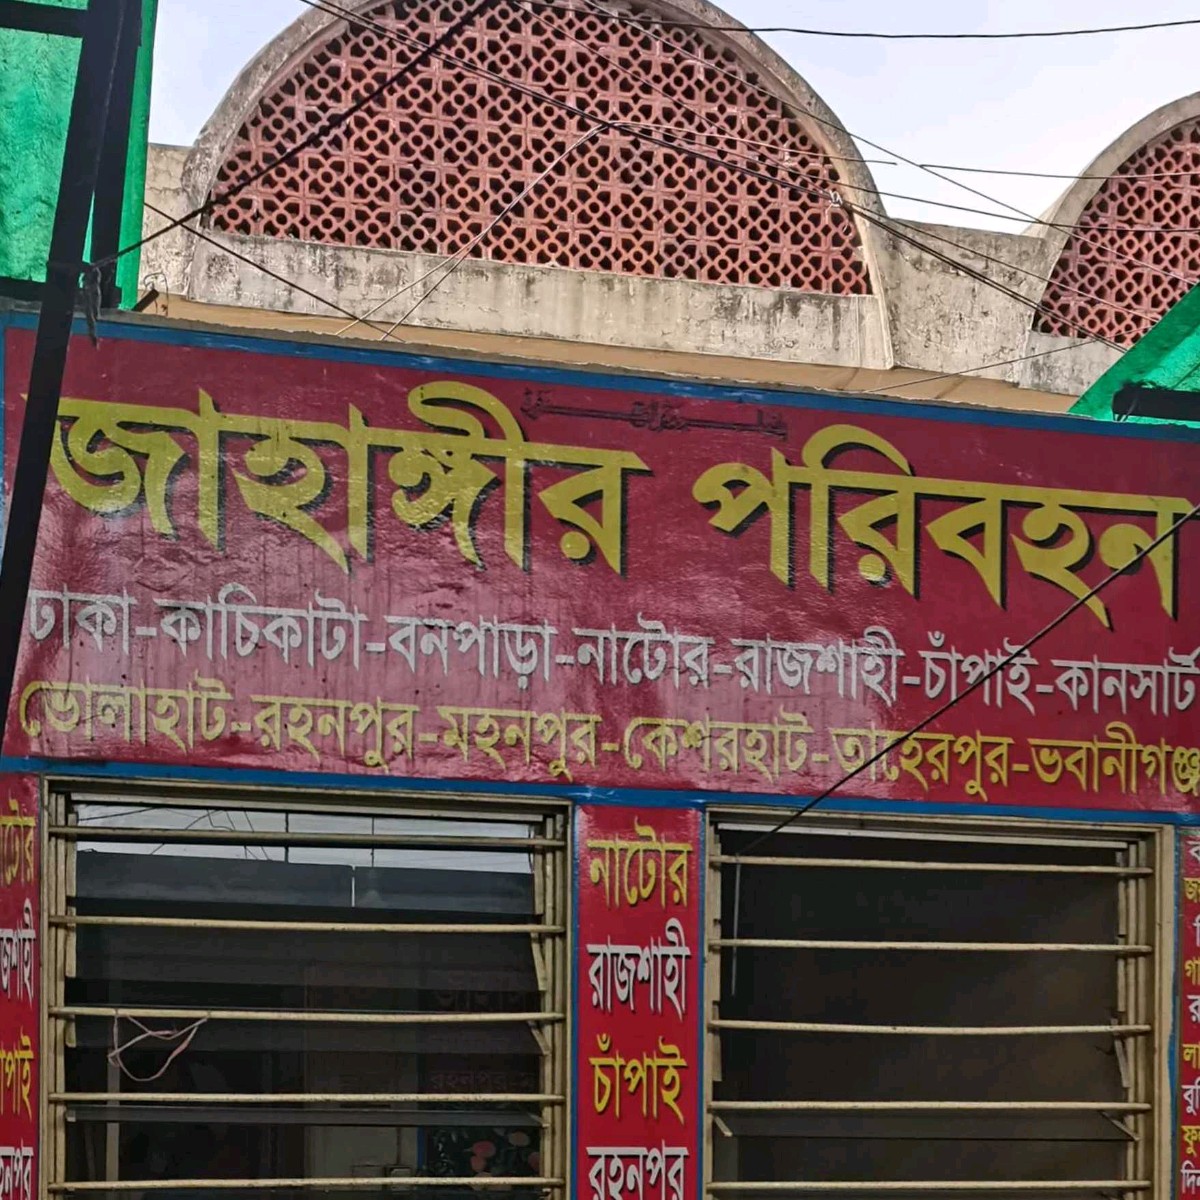 জাহাঙ্গীর পরিবহন
ঢাকা-কাচিকাটা-বনপাড়া-নাটোর-রাজশাহী-চাঁপাই-কানসার্ট
ভোলাহাট-রহনপুর-মহনপুর-কেশরহাট-তাহেরপুর-ভবানীগঞ্জ
নাটোর
রাজশাহী
চাঁপাই
রহনপুর